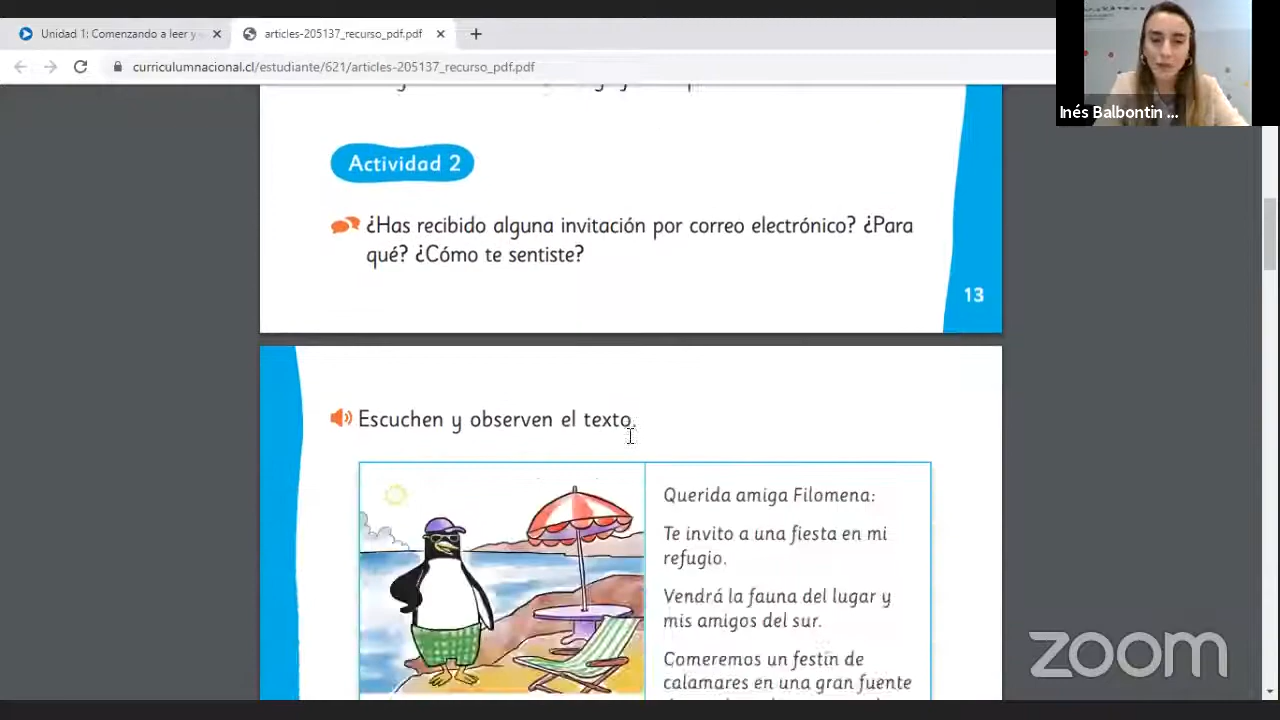 Unidad 1: Comenzando a leer y
articles-205137_recurso_pdf.pdf
curriculumnacional.cl/estudiante/621/articles-205137_recurso_pdf.pdf
Inés Balbontin ...
Actividad 2
¿Has recibido alguna invitación por correo electrónico? ¿Para
qué? ¿Cómo te sentiste?
13
Escuchen y observen el texto.
Querida amiga Filomena:
Te invito a una fiesta en mi
refugio.
Vendrá la fauna del lugar y
mis amigos del sur.
Comeremos un festín de
calamares en una gran fuente
zoom